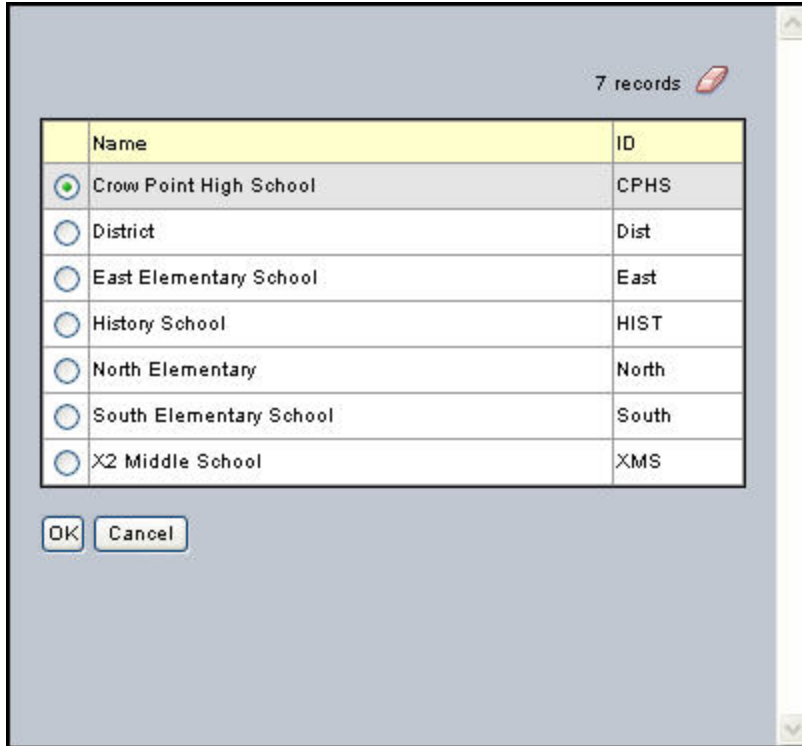 7 records
Name ID
Crow Point High School CPHS
District Dist
East Elementary School East
History School HIST
North Elementary North
South Elementary School South
X2 Middle School XMS
OK Cancel